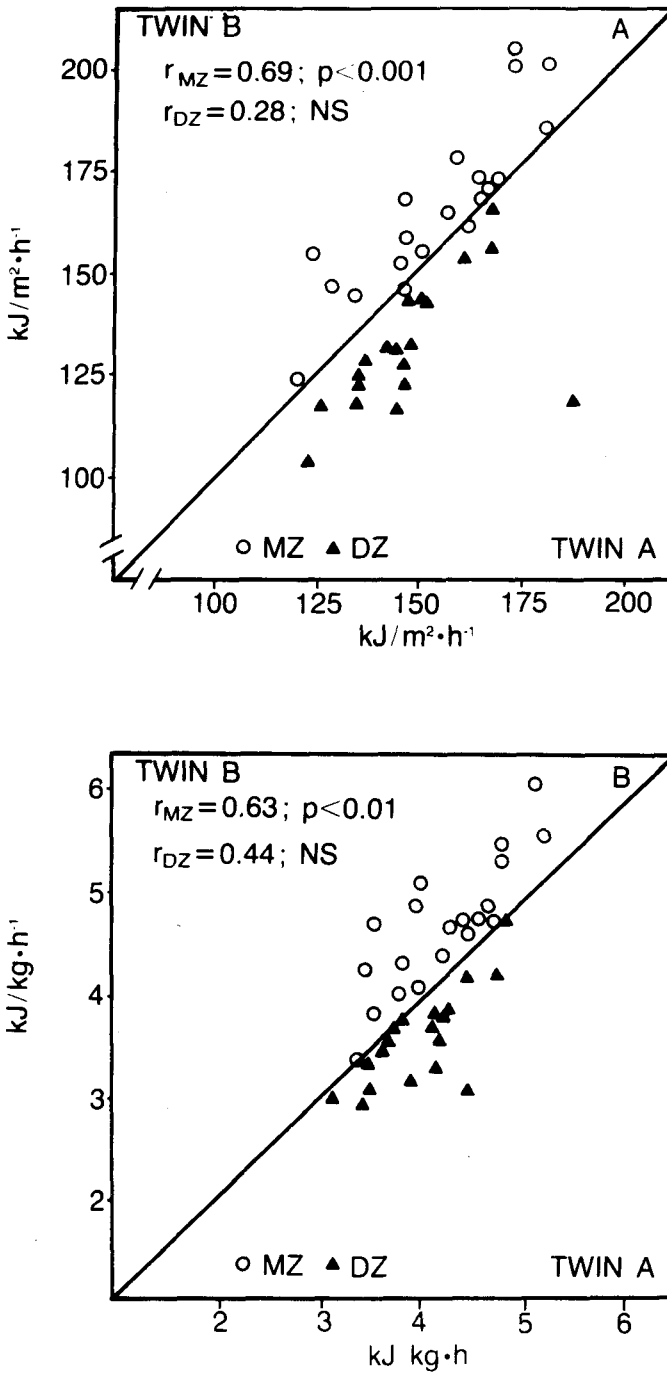 TWIN B A
r_MZ=0.69; p<0.001
r_DZ=0.28; NS
200
175
150
125
100
kJ/m²•h⁻¹
○ MZ ▲ DZ TWIN A
100 125 150 175 200
kJ/m²•h⁻¹
TWIN B B
r_MZ=0.63; p<0.01
r_DZ=0.44; NS
6
5
4
3
2
kJ/kg•h⁻¹
○ MZ ▲ DZ TWIN A
2 3 4 5 6
kJ kg•h